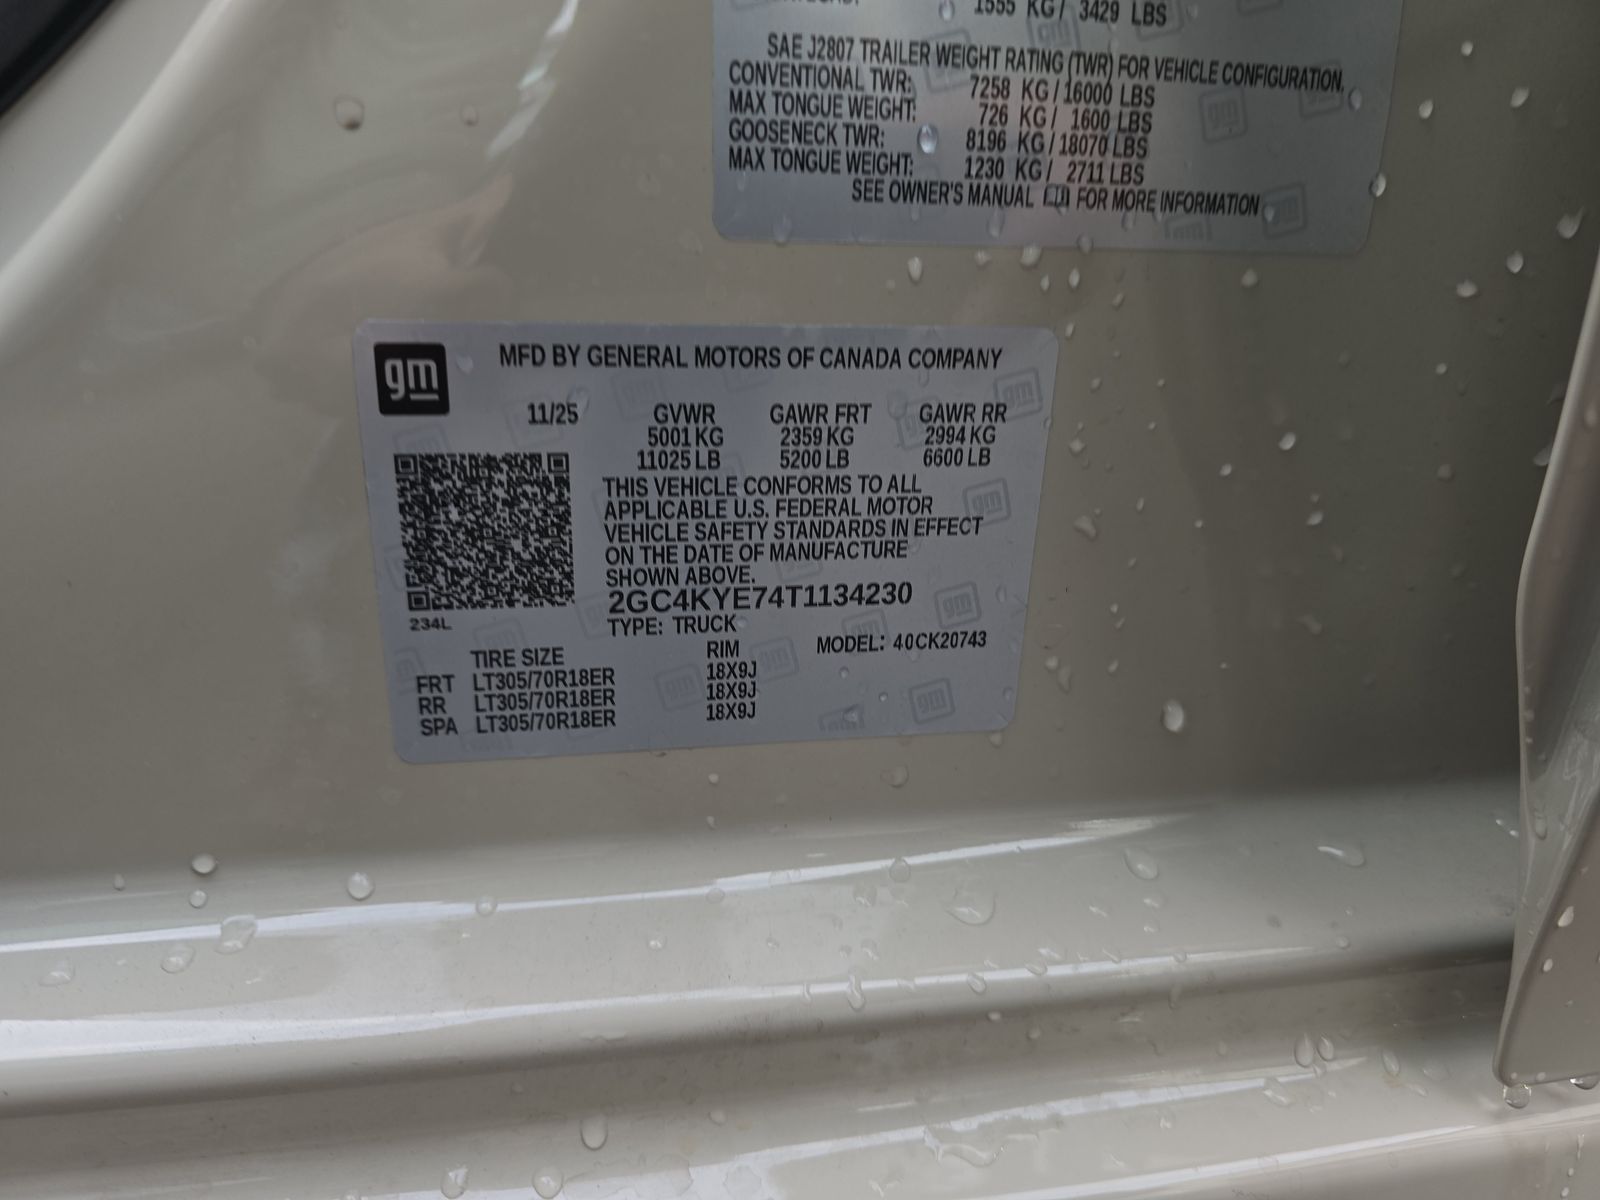 1555 KG / 3429 LBS
SAE J2807 TRAILER WEIGHT RATING (TWR) FOR VEHICLE CONFIGURATION.
CONVENTIONAL TWR: 7258 KG / 16000 LBS
MAX TONGUE WEIGHT: 726 KG / 1600 LBS
GOOSENECK TWR: 8196 KG / 18070 LBS
MAX TONGUE WEIGHT: 1230 KG / 2711 LBS
SEE OWNER'S MANUAL FOR MORE INFORMATION
gm
MFD BY GENERAL MOTORS OF CANADA COMPANY
11/25 GVWR GAWR FRT GAWR RR
5001 KG 2359 KG 2994 KG
11025 LB 5200 LB 6600 LB
THIS VEHICLE CONFORMS TO ALL
APPLICABLE U.S. FEDERAL MOTOR
VEHICLE SAFETY STANDARDS IN EFFECT
ON THE DATE OF MANUFACTURE
SHOWN ABOVE.
2GC4KYE74T1134230
234L
TYPE: TRUCK MODEL: 40CK20743
TIRE SIZE RIM
FRT LT305/70R18ER 18X9J
RR LT305/70R18ER 18X9J
SPA LT305/70R18ER 18X9J